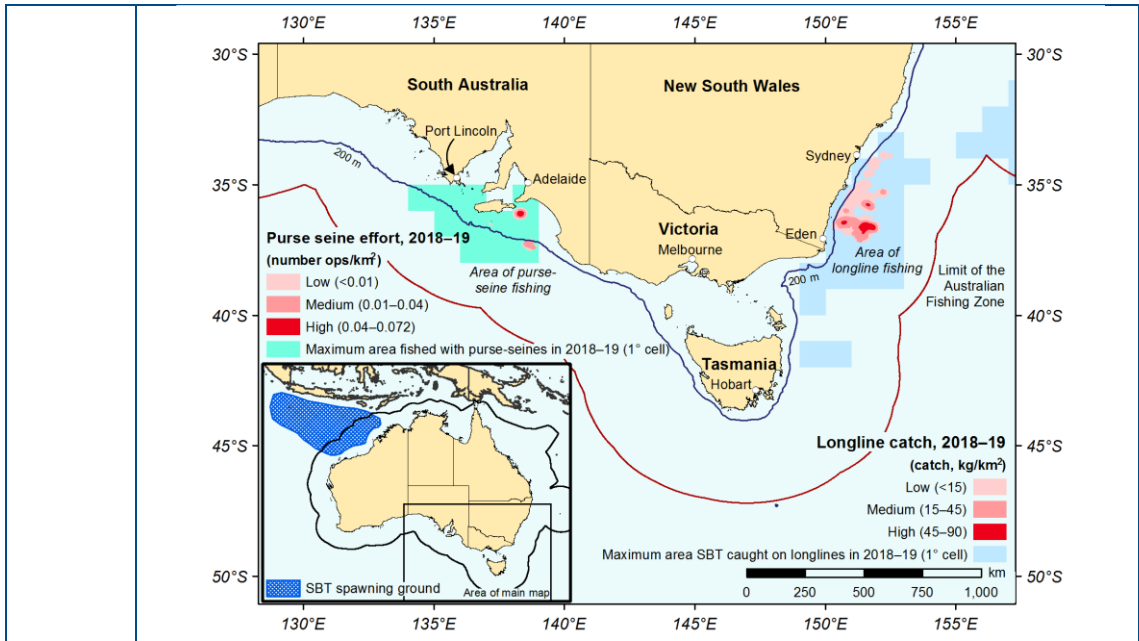 130°E 135°E 140°E 145°E 150°E 155°E
30°S
30°S
South Australia
New South Wales
Port Lincoln
200 m
Sydney
35°S
Adelaide
35°S
Purse seine effort, 2018–19
(number ops/km²)
Low (<0.01)
Medium (0.01–0.04)
High (0.04–0.072)
Maximum area fished with purse-seines in 2018–19 (1° cell)
Area of purse-
seine fishing
Victoria
Melbourne
Eden
Area of
longline fishing
200 m
Limit of the
Australian
Fishing Zone
40°S
40°S
Tasmania
Hobart
45°S
45°S
Longline catch, 2018–19
(catch, kg/km²)
Low (<15)
Medium (15–45)
High (45–90)
Maximum area SBT caught on longlines in 2018–19 (1° cell)
km
0 250 500 750 1,000
SBT spawning ground
Area of main map
50°S
50°S
130°E 135°E 140°E 145°E 150°E 155°E